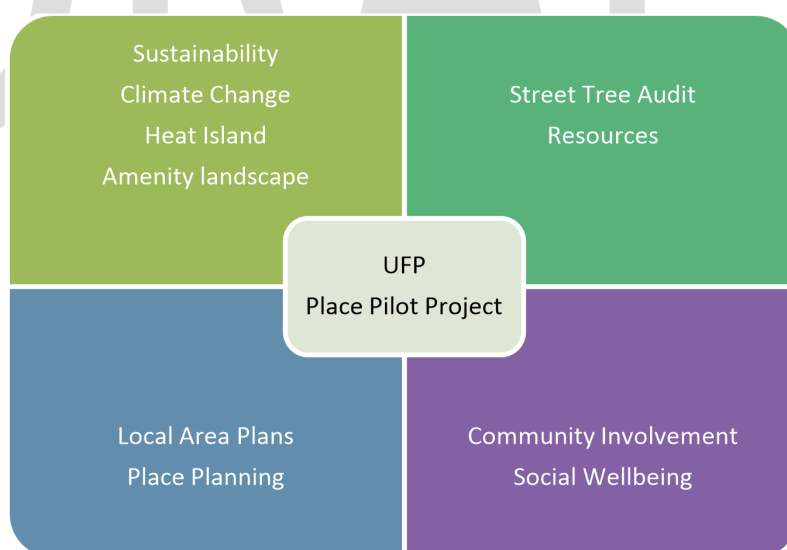 Sustainability
Climate Change
Heat Island
Amenity landscape
Street Tree Audit
Resources
UFP
Place Pilot Project
Local Area Plans
Place Planning
Community Involvement
Social Wellbeing